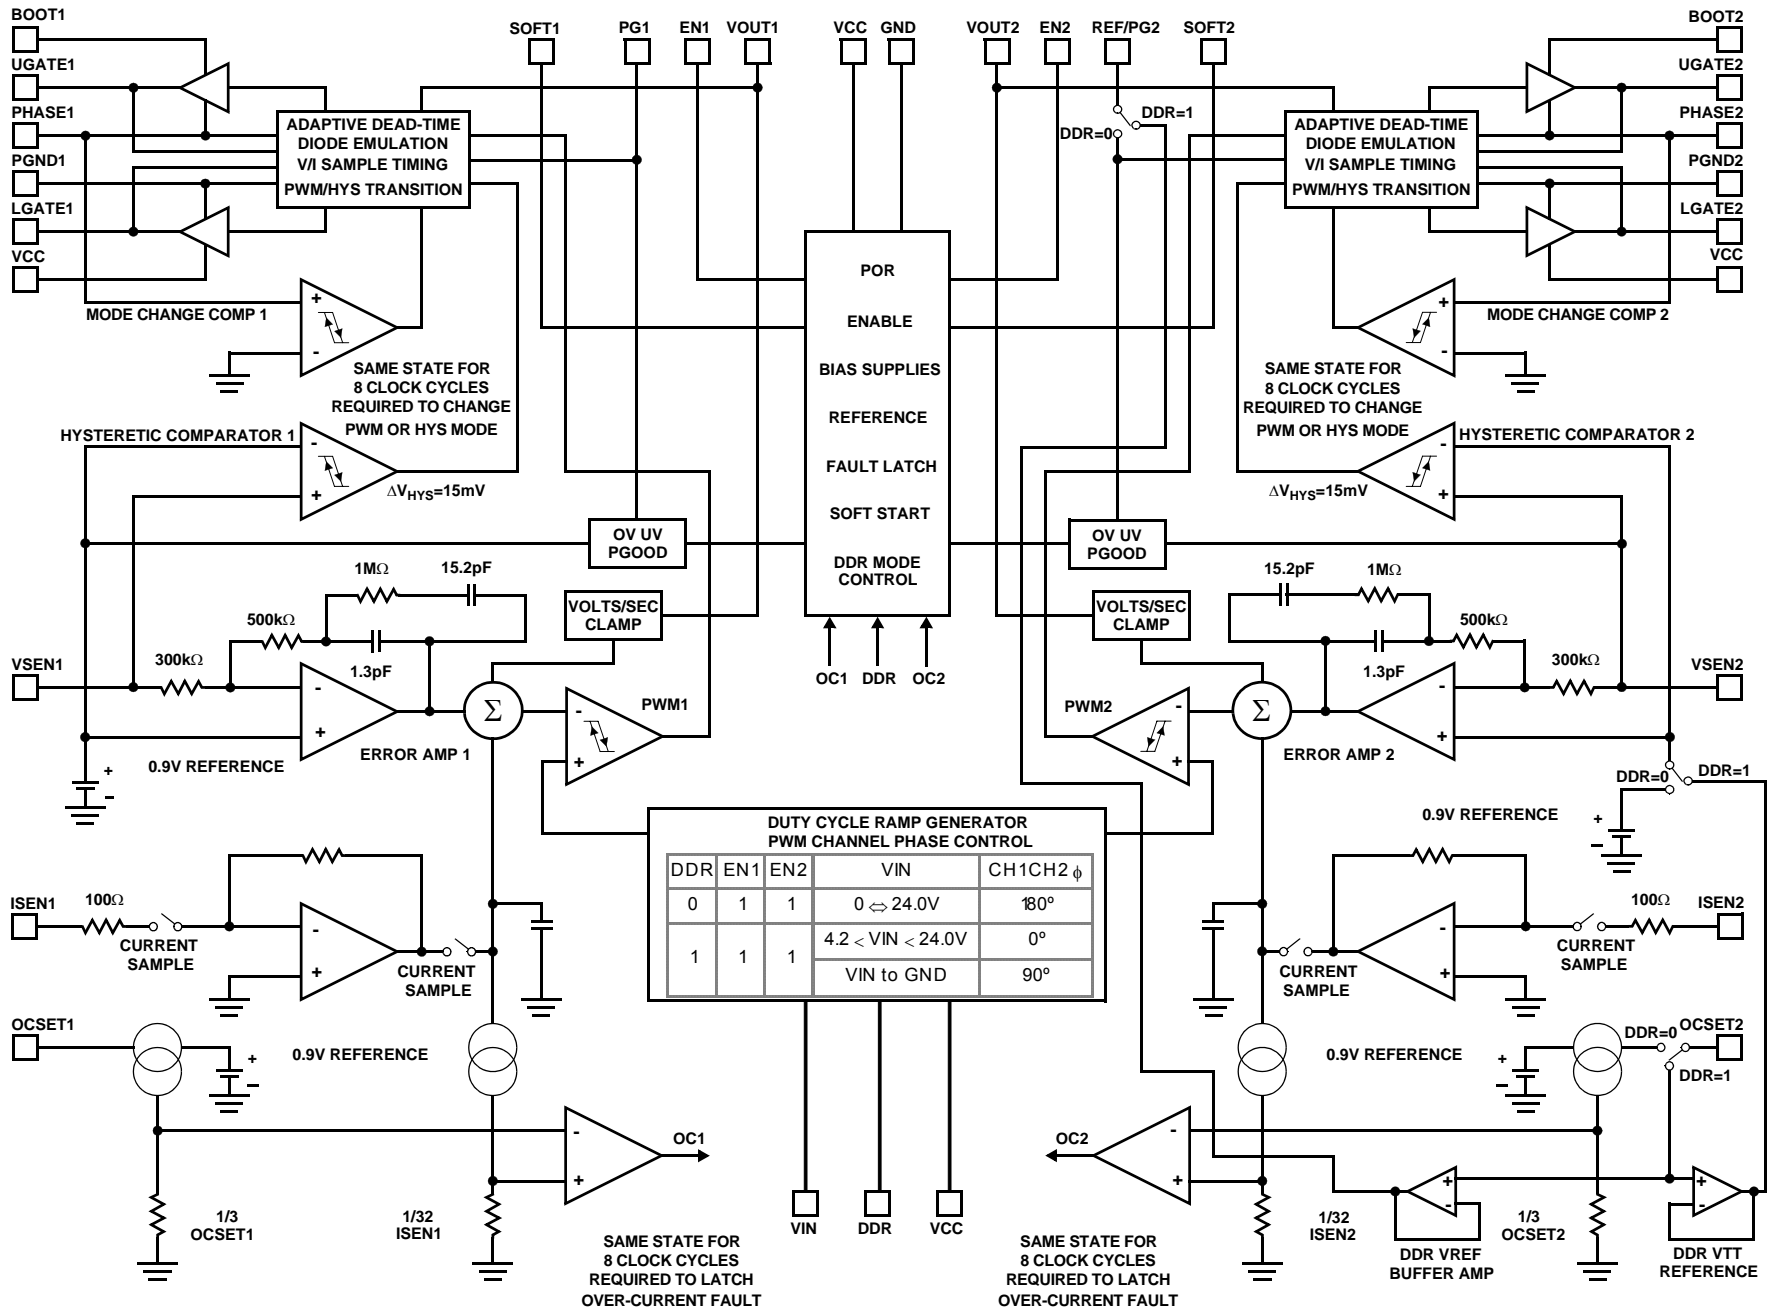 BOOT1
UGATE1
PHASE1
PGND1
LGATE1
VCC
SOFT1
PG1
EN1
VOUT1
VCC
GND
VOUT2
EN2
REF/PG2
SOFT2
BOOT2
UGATE2
PHASE2
PGND2
LGATE2
VCC
ADAPTIVE DEAD-TIME
DIODE EMULATION
V/I SAMPLE TIMING
PWM/HYS TRANSITION
DDR=1
DDR=0
ADAPTIVE DEAD-TIME
DIODE EMULATION
V/I SAMPLE TIMING
PWM/HYS TRANSITION
+
-
MODE CHANGE COMP 1
SAME STATE FOR
8 CLOCK CYCLES
REQUIRED TO CHANGE
PWM OR HYS MODE
POR
ENABLE
BIAS SUPPLIES
REFERENCE
FAULT LATCH
SOFT START
DDR MODE
CONTROL
+
-
MODE CHANGE COMP 2
SAME STATE FOR
8 CLOCK CYCLES
REQUIRED TO CHANGE
PWM OR HYS MODE
HYSTERETIC COMPARATOR 1
-
+
ΔVHYS=15mV
HYSTERETIC COMPARATOR 2
-
+
ΔVHYS=15mV
OV UV
PGOOD
OV UV
PGOOD
1MΩ
15.2pF
500kΩ
1.3pF
300kΩ
VSEN1
VOLTS/SEC
CLAMP
-
+
ERROR AMP 1
0.9V REFERENCE
+
-
Σ
-
+
PWM1
OC1
DDR
OC2
15.2pF
1MΩ
500kΩ
1.3pF
300kΩ
VSEN2
VOLTS/SEC
CLAMP
PWM2
-
+
Σ
-
+
ERROR AMP 2
DDR=0
DDR=1
0.9V REFERENCE
+
-
DUTY CYCLE RAMP GENERATOR
PWM CHANNEL PHASE CONTROL
DDR EN1 EN2 VIN CH1CH2 ϕ
0 1 1 0 ⇔ 24.0V 180º
1 1 1 4.2 < VIN < 24.0V 0º
VIN to GND 90º
ISEN1
100Ω
CURRENT
SAMPLE
-
+
CURRENT
SAMPLE
ISEN2
100Ω
CURRENT
SAMPLE
-
+
CURRENT
SAMPLE
OCSET1
+
-
0.9V REFERENCE
0.9V REFERENCE
+
-
DDR=0
OCSET2
DDR=1
-
+
OC1
OC2
-
+
1/3
OCSET1
1/32
ISEN1
SAME STATE FOR
8 CLOCK CYCLES
REQUIRED TO LATCH
OVER-CURRENT FAULT
VIN
DDR
VCC
SAME STATE FOR
8 CLOCK CYCLES
REQUIRED TO LATCH
OVER-CURRENT FAULT
1/32
ISEN2
+
-
DDR VREF
BUFFER AMP
1/3
OCSET2
+
-
DDR VTT
REFERENCE